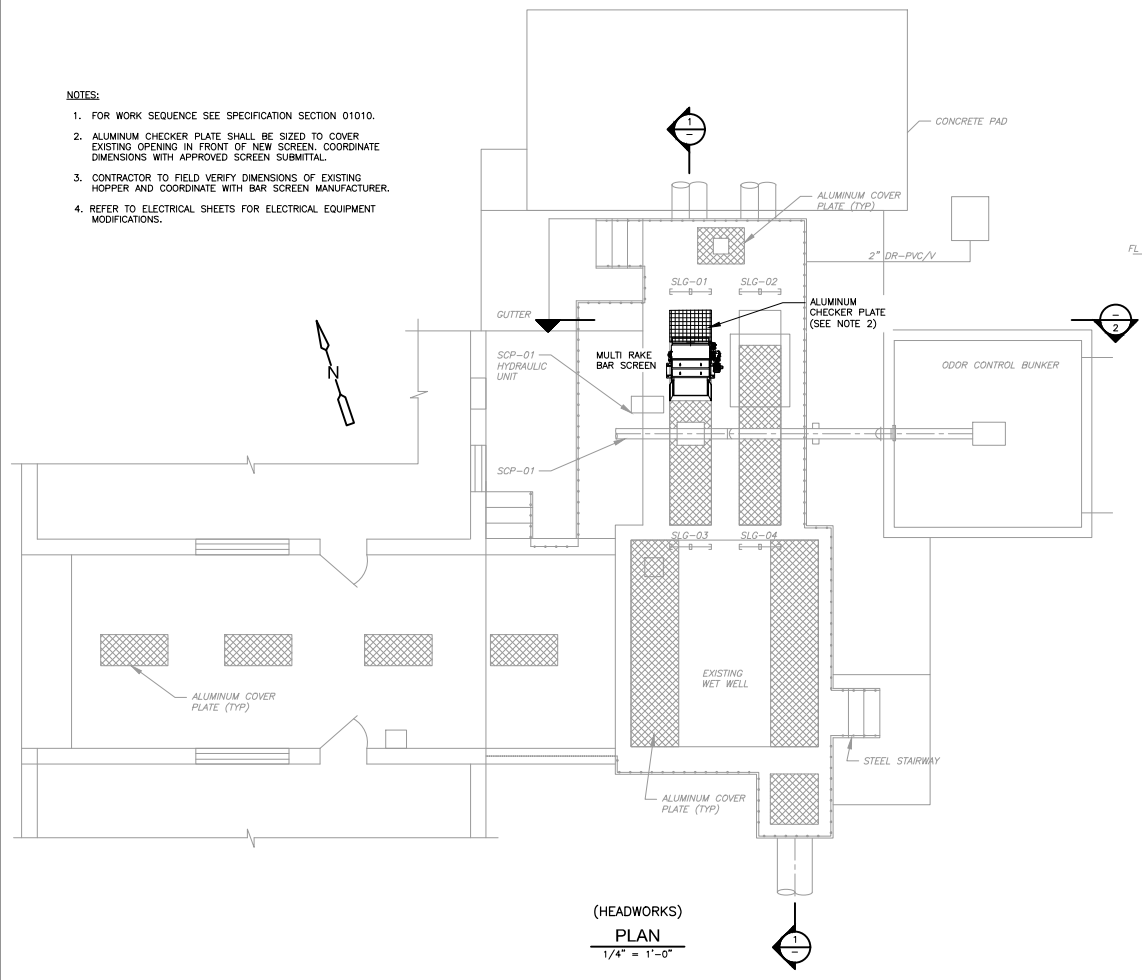 NOTES:
1. FOR WORK SEQUENCE SEE SPECIFICATION SECTION 01010.
2. ALUMINUM CHECKER PLATE SHALL BE SIZED TO COVER
EXISTING OPENING IN FRONT OF NEW SCREEN. COORDINATE
DIMENSIONS WITH APPROVED SCREEN SUBMITTAL.
3. CONTRACTOR TO FIELD VERIFY DIMENSIONS OF EXISTING
HOPPER AND COORDINATE WITH BAR SCREEN MANUFACTURER.
4. REFER TO ELECTRICAL SHEETS FOR ELECTRICAL EQUIPMENT
MODIFICATIONS.
1
–
CONCRETE PAD
ALUMINUM COVER
PLATE (TYP)
2" DR-PVC/V
FL
SLG-01
SLG-02
GUTTER
ALUMINUM
CHECKER PLATE
(SEE NOTE 2)
–
2
N
SCP-01
HYDRAULIC
UNIT
MULTI RAKE
BAR SCREEN
ODOR CONTROL BUNKER
SCP-01
SLG-03
SLG-04
EXISTING
WET WELL
ALUMINUM COVER
PLATE (TYP)
STEEL STAIRWAY
ALUMINUM COVER
PLATE (TYP)
(HEADWORKS)
PLAN
1/4" = 1'-0"
1
–